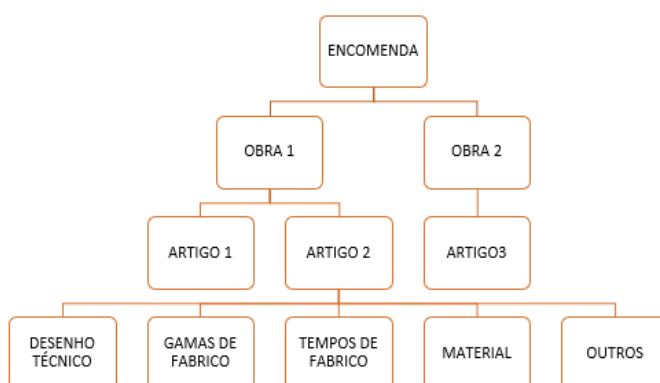 ENCOMENDA
OBRA 1
OBRA 2
ARTIGO 1
ARTIGO 2
ARTIGO3
DESENHO
TÉCNICO
GAMAS DE
FABRICO
TEMPOS DE
FABRICO
MATERIAL
OUTROS